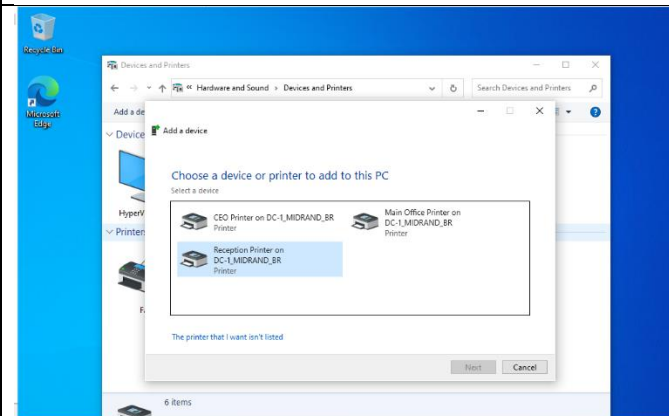 Recycle Bin
Microsoft
Edge
Devices and Printers
« Hardware and Sound > Devices and Printers
Search Devices and Printers
Add a de
Add a device
Device
Choose a device or printer to add to this PC
Select a device
CEO Printer on DC-1_MIDRAND_BR
Printer
Main Office Printer on
DC-1_MIDRAND_BR
Printer
Reception Printer on
DC-1_MIDRAND_BR
Printer
HyperV
Printers
The printer that I want isn't listed
Next
Cancel
6 items